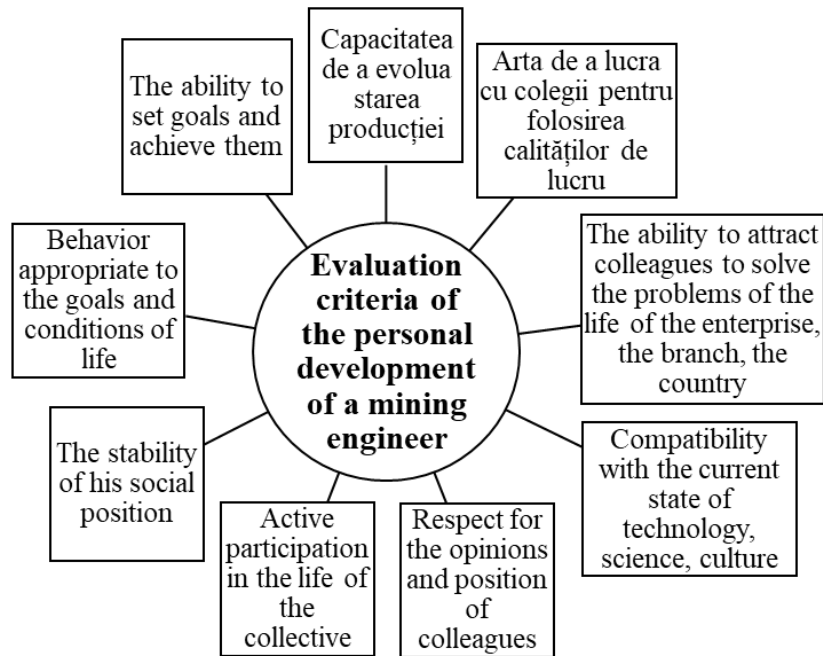 Capacitatea
de a evolua
starea
producției
Arta de a lucra
cu colegii pentru
folosirea
calităților de
lucru
The ability to attract
colleagues to solve
the problems of the
life of the enterprise,
the branch, the
country
Compatibility
with the current
state of
technology,
science, culture
Respect for
the opinions
and position
of
colleagues
Active
participation
in the life of
the
collective
The stability
of his social
position
Behavior
appropriate to
the goals and
conditions of
life
The ability to
set goals and
achieve them
Evaluation
criteria of
the personal
development
of a mining
engineer